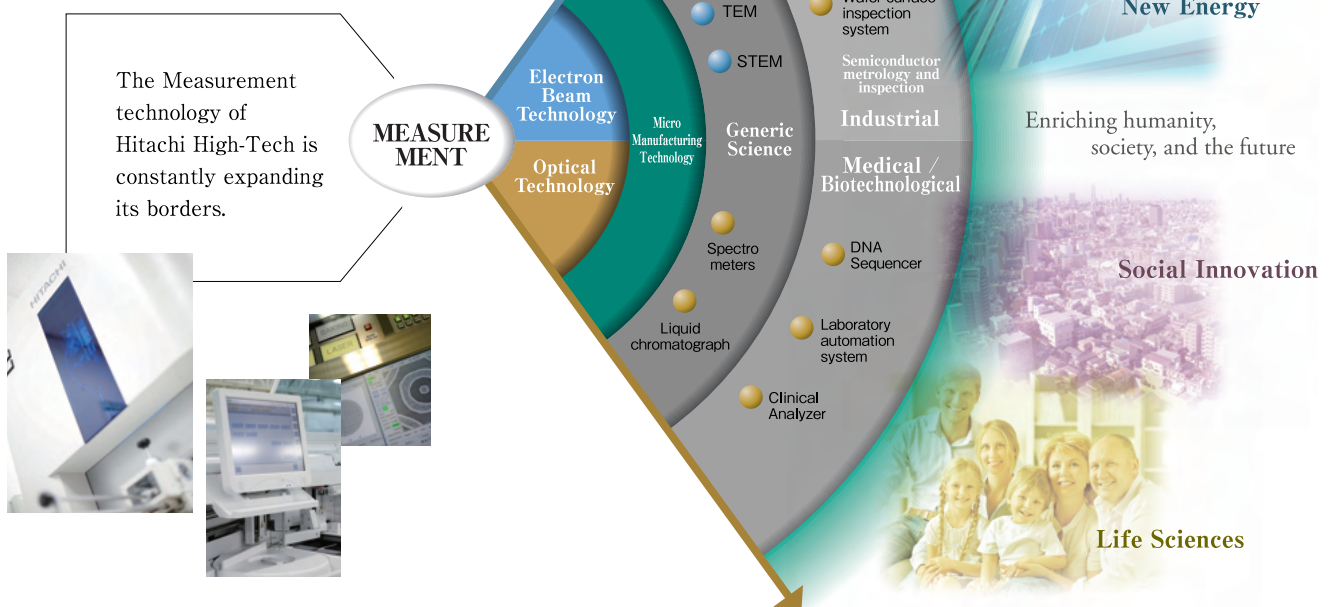 The Measurement
technology of
Hitachi High-Tech is
constantly expanding
its borders.
MEASURE
MENT
Electron
Beam
Technology
Optical
Technology
Micro
Manufacturing
Technology
TEM
STEM
Generic
Science
Spectro
meters
Liquid
chromatograph
Wafer surface
inspection
system
Semiconductor
metrology and
inspection
Industrial
Medical /
Biotechnological
DNA
Sequencer
Laboratory
automation
system
Clinical
Analyzer
New Energy
Enriching humanity,
society, and the future
Social Innovation
Life Sciences
HITACHI
LASER